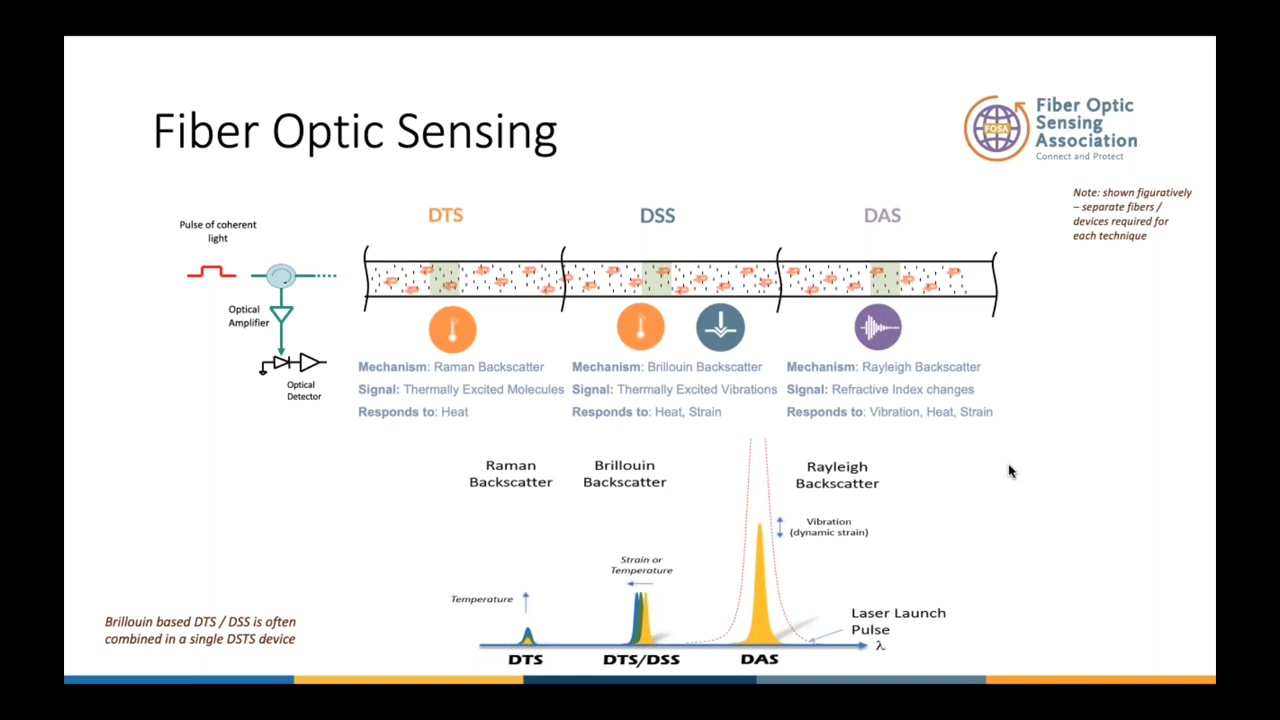 Fiber Optic Sensing
FOSA
Fiber Optic
Sensing
Association
Connect and Protect
Note: shown figuratively
– separate fibers /
devices required for
each technique
Pulse of coherent
light
Optical
Amplifier
Optical
Detector
DTS
DSS
DAS
Mechanism: Raman Backscatter
Signal: Thermally Excited Molecules
Responds to: Heat
Mechanism: Brillouin Backscatter
Signal: Thermally Excited Vibrations
Responds to: Heat, Strain
Mechanism: Rayleigh Backscatter
Signal: Refractive Index changes
Responds to: Vibration, Heat, Strain
Raman
Backscatter
Brillouin
Backscatter
Rayleigh
Backscatter
Vibration
(dynamic strain)
Strain or
Temperature
Temperature
Laser Launch
Pulse
λ
DTS
DTS/DSS
DAS
Brillouin based DTS / DSS is often
combined in a single DSTS device